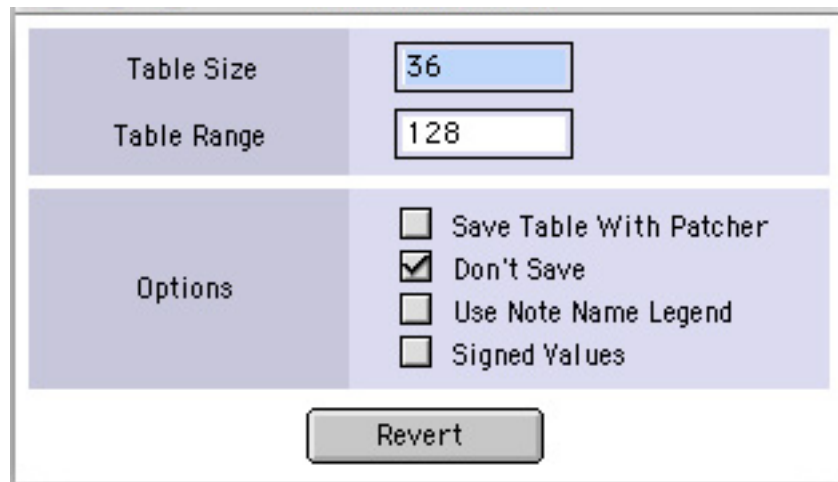 Table Size 36
Table Range 128
Options
Save Table With Patcher
Don't Save
Use Note Name Legend
Signed Values
Revert